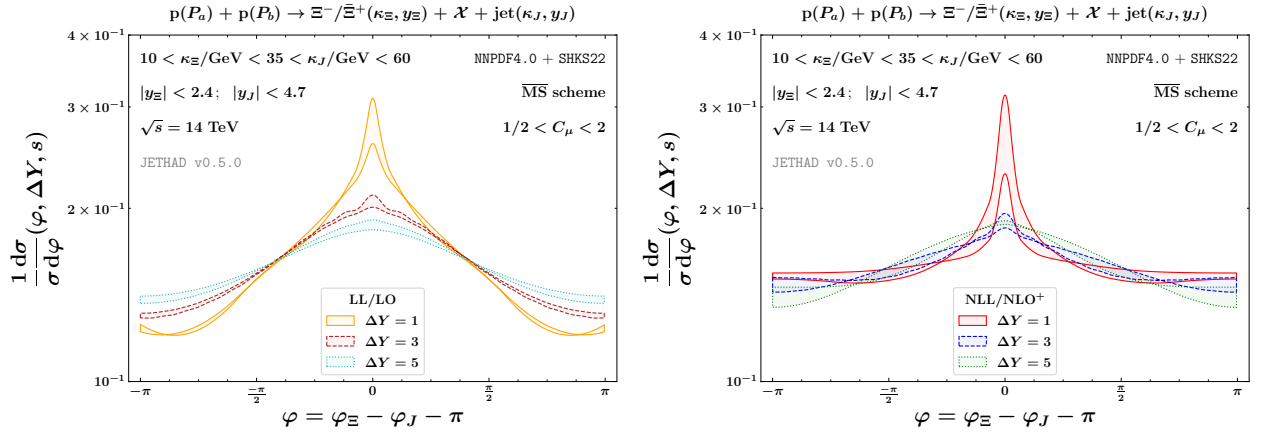 p(P_a) + p(P_b) → Ξ⁻/Ξ̄⁺(κ_Ξ, y_Ξ) + 𝒳 + jet(κ_J, y_J)
4 × 10⁻¹
10 < κ_Ξ/GeV < 35 < κ_J/GeV < 60
NNPDF4.0 + SHKS22
|y_Ξ| < 2.4 ; |y_J| < 4.7
M̅S̅ scheme
3 × 10⁻¹
√s = 14 TeV
1/2 < C_μ < 2
JETHAD v0.5.0
1/σ dσ/dφ (φ, ΔY, s)
2 × 10⁻¹
LL/LO
ΔY = 1
ΔY = 3
ΔY = 5
10⁻¹
−π
−π/2
0
π/2
π
φ = φ_Ξ − φ_J − π
p(P_a) + p(P_b) → Ξ⁻/Ξ̄⁺(κ_Ξ, y_Ξ) + 𝒳 + jet(κ_J, y_J)
4 × 10⁻¹
10 < κ_Ξ/GeV < 35 < κ_J/GeV < 60
NNPDF4.0 + SHKS22
|y_Ξ| < 2.4 ; |y_J| < 4.7
M̅S̅ scheme
3 × 10⁻¹
√s = 14 TeV
1/2 < C_μ < 2
JETHAD v0.5.0
1/σ dσ/dφ (φ, ΔY, s)
2 × 10⁻¹
NLL/NLO⁺
ΔY = 1
ΔY = 3
ΔY = 5
10⁻¹
−π
−π/2
0
π/2
π
φ = φ_Ξ − φ_J − π